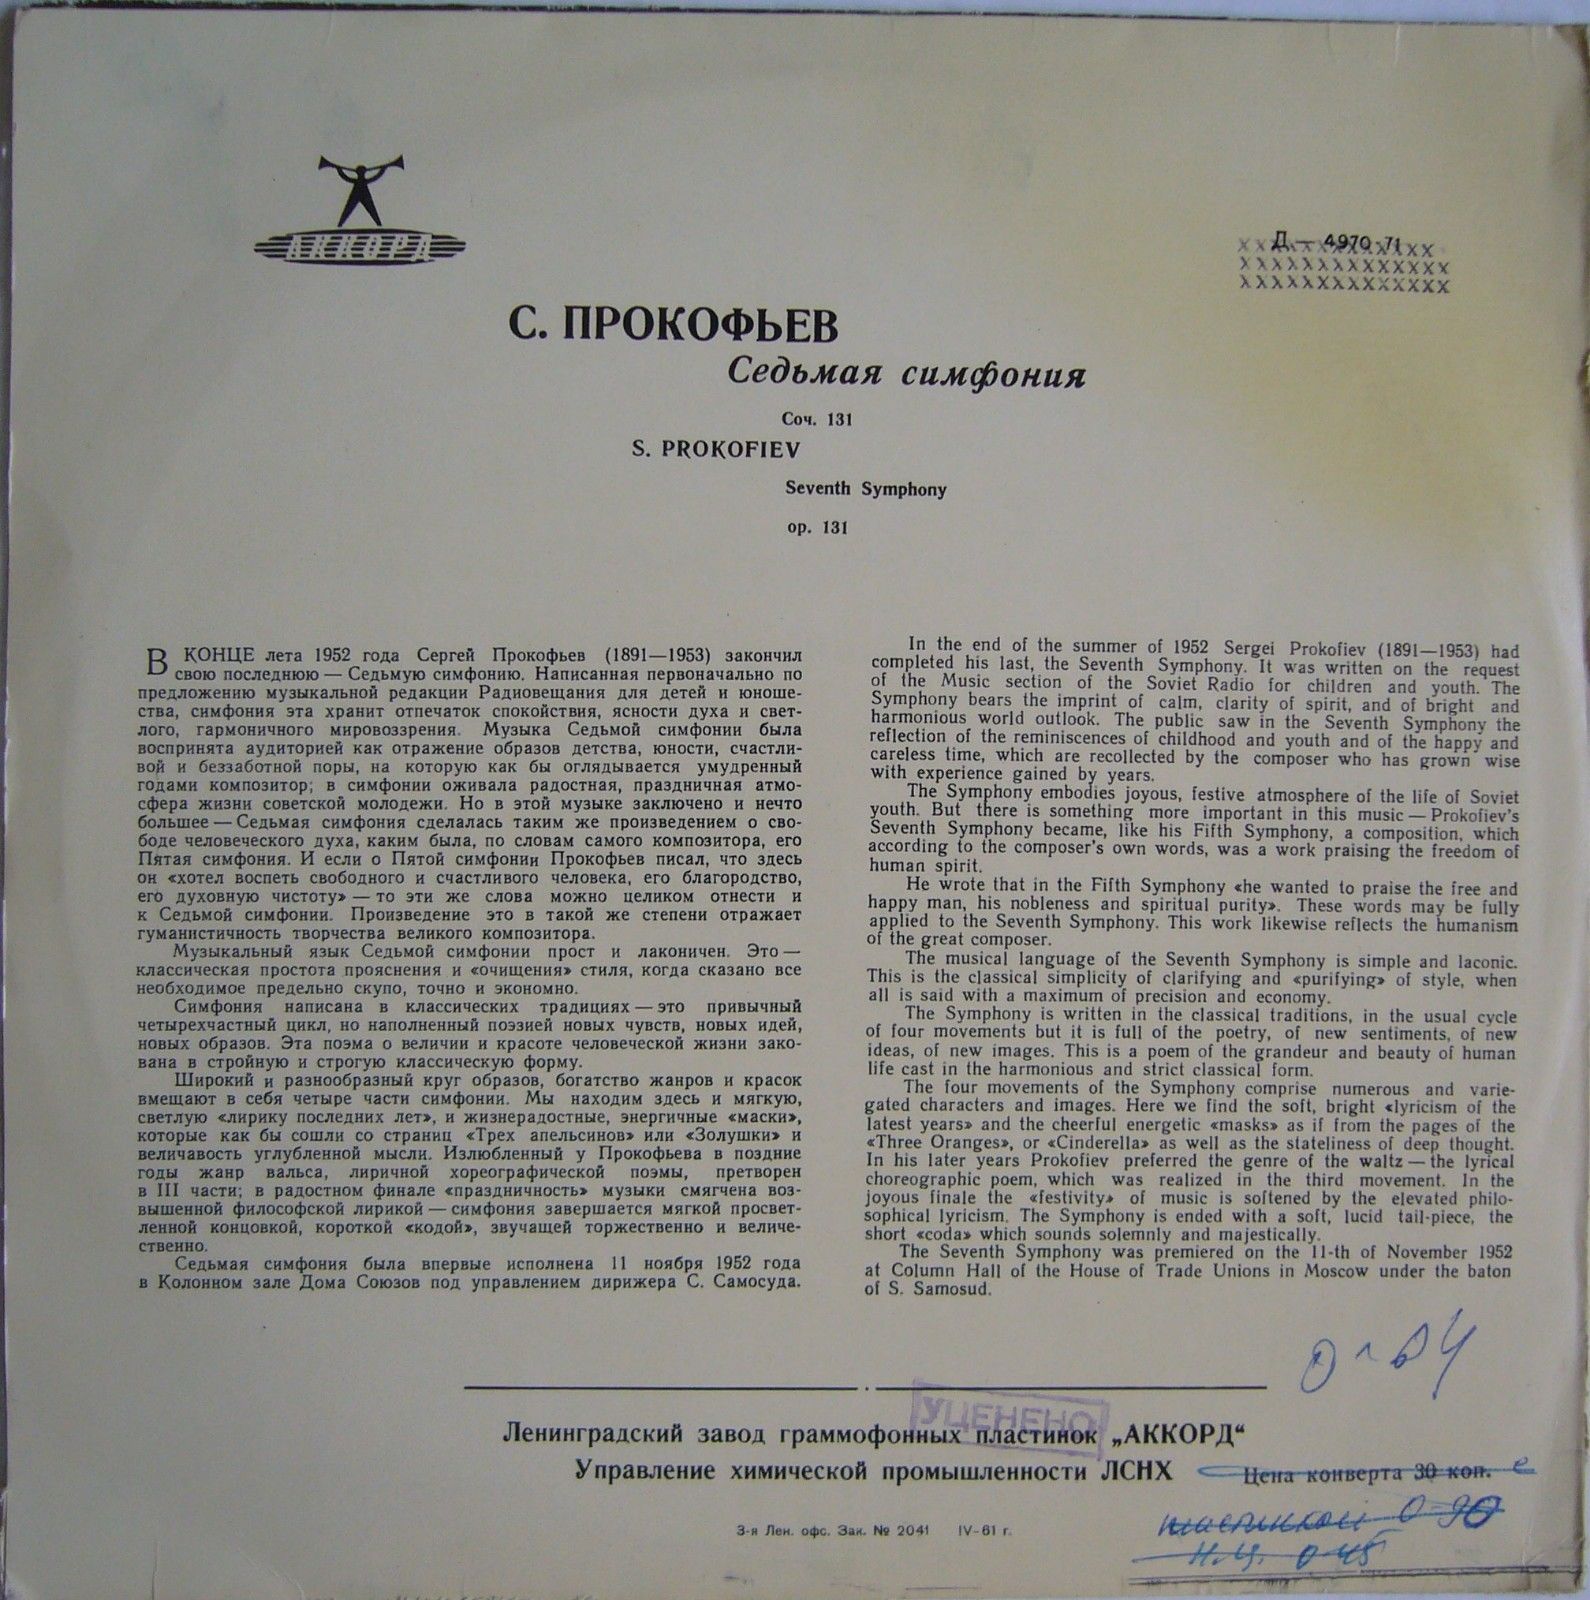 АККОРД
Д — 4970-71
XXXXXXXXXXXXX
XXXXXXXXXXXXXX
XXXXXXXXXXXXXX
С. ПРОКОФЬЕВ
Седьмая симфония
Соч. 131
S. PROKOFIEV
Seventh Symphony
op. 131
В КОНЦЕ лета 1952 года Сергей Прокофьев (1891—1953) закончил
свою последнюю — Седьмую симфонию. Написанная первоначально по
предложению музыкальной редакции Радиовещания для детей и юноше-
ства, симфония эта хранит отпечаток спокойствия, ясности духа и свет-
лого, гармоничного мировоззрения. Музыка Седьмой симфонии была
воспринята аудиторией как отражение образов детства, юности, счастли-
вой и беззаботной поры, на которую как бы оглядывается умудренный
годами композитор; в симфонии оживала радостная, праздничная атмо-
сфера жизни советской молодежи. Но в этой музыке заключено и нечто
большее — Седьмая симфония сделалась таким же произведением о сво-
боде человеческого духа, каким была, по словам самого композитора, его
Пятая симфония. И если о Пятой симфонии Прокофьев писал, что здесь
он «хотел воспеть свободного и счастливого человека, его благородство,
его духовную чистоту» — то эти же слова можно целиком отнести и
к Седьмой симфонии. Произведение это в такой же степени отражает
гуманистичность творчества великого композитора.
Музыкальный язык Седьмой симфонии прост и лаконичен. Это —
классическая простота прояснения и «очищения» стиля, когда сказано все
необходимое предельно скупо, точно и экономно.
Симфония написана в классических традициях — это привычный
четырехчастный цикл, но наполненный поэзией новых чувств, новых идей,
новых образов. Эта поэма о величии и красоте человеческой жизни зако-
вана в стройную и строгую классическую форму.
Широкий и разнообразный круг образов, богатство жанров и красок
вмещают в себя четыре части симфонии. Мы находим здесь и мягкую,
светлую «лирику последних лет», и жизнерадостные, энергичные «маски»,
которые как бы сошли со страниц «Трех апельсинов» или «Золушки» и
величавость углубленной мысли. Излюбленный у Прокофьева в поздние
годы жанр вальса, лиричной хореографической поэмы, претворен
в III части; в радостном финале «праздничность» музыки смягчена воз-
вышенной философской лирикой — симфония завершается мягкой просвет-
ленной концовкой, короткой «кодой», звучащей торжественно и величе-
ственно.
Седьмая симфония была впервые исполнена 11 ноября 1952 года
в Колонном зале Дома Союзов под управлением дирижера С. Самосуда.
In the end of the summer of 1952 Sergei Prokofiev (1891—1953) had
completed his last, the Seventh Symphony. It was written on the request
of the Music section of the Soviet Radio for children and youth. The
Symphony bears the imprint of calm, clarity of spirit, and of bright and
harmonious world outlook. The public saw in the Seventh Symphony the
reflection of the reminiscences of childhood and youth and of the happy and
careless time, which are recollected by the composer who has grown wise
with experience gained by years.
The Symphony embodies joyous, festive atmosphere of the life of Soviet
youth. But there is something more important in this music — Prokofiev's
Seventh Symphony became, like his Fifth Symphony, a composition, which
according to the composer's own words, was a work praising the freedom of
human spirit.
He wrote that in the Fifth Symphony «he wanted to praise the free and
happy man, his nobleness and spiritual purity». These words may be fully
applied to the Seventh Symphony. This work likewise reflects the humanism
of the great composer.
The musical language of the Seventh Symphony is simple and laconic.
This is the classical simplicity of clarifying and «purifying» of style, when
all is said with a maximum of precision and economy.
The Symphony is written in the classical traditions, in the usual cycle
of four movements but it is full of the poetry, of new sentiments, of new
ideas, of new images. This is a poem of the grandeur and beauty of human
life cast in the harmonious and strict classical form.
The four movements of the Symphony comprise numerous and varie-
gated characters and images. Here we find the soft, bright «lyricism of the
latest years» and the cheerful energetic «masks» as if from the pages of the
«Three Oranges», or «Cinderella» as well as the stateliness of deep thought.
In his later years Prokofiev preferred the genre of the waltz — the lyrical
choreographic poem, which was realized in the third movement. In the
joyous finale the «festivity» of music is softened by the elevated philo-
sophical lyricism. The Symphony is ended with a soft, lucid tail-piece, the
short «coda» which sounds solemnly and majestically.
The Seventh Symphony was premiered on the 11-th of November 1952
at Column Hall of the House of Trade Unions in Moscow under the baton
of S. Samosud.
УЦЕНЕНО
Ленинградский завод граммофонных пластинок „АККОРД“
Управление химической промышленности ЛСНХ
Цена конверта 30 коп.
0-90
н.ц. 0-45
3-я Лен. офс. Зак. № 2041 IV-61 г.